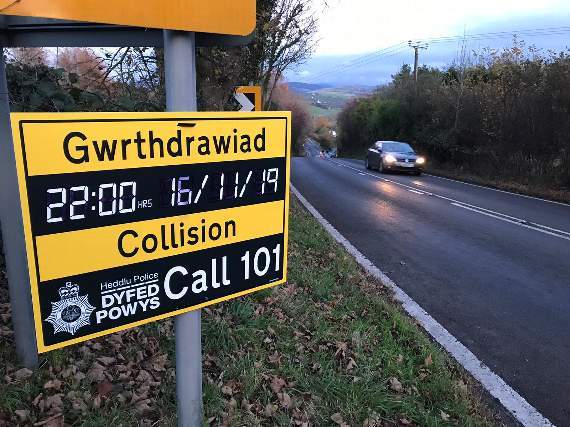 Gwrthdrawiad
22:00 HRS 16/11/19
Collision
Heddlu Police
DYFED
POWYS
Call 101